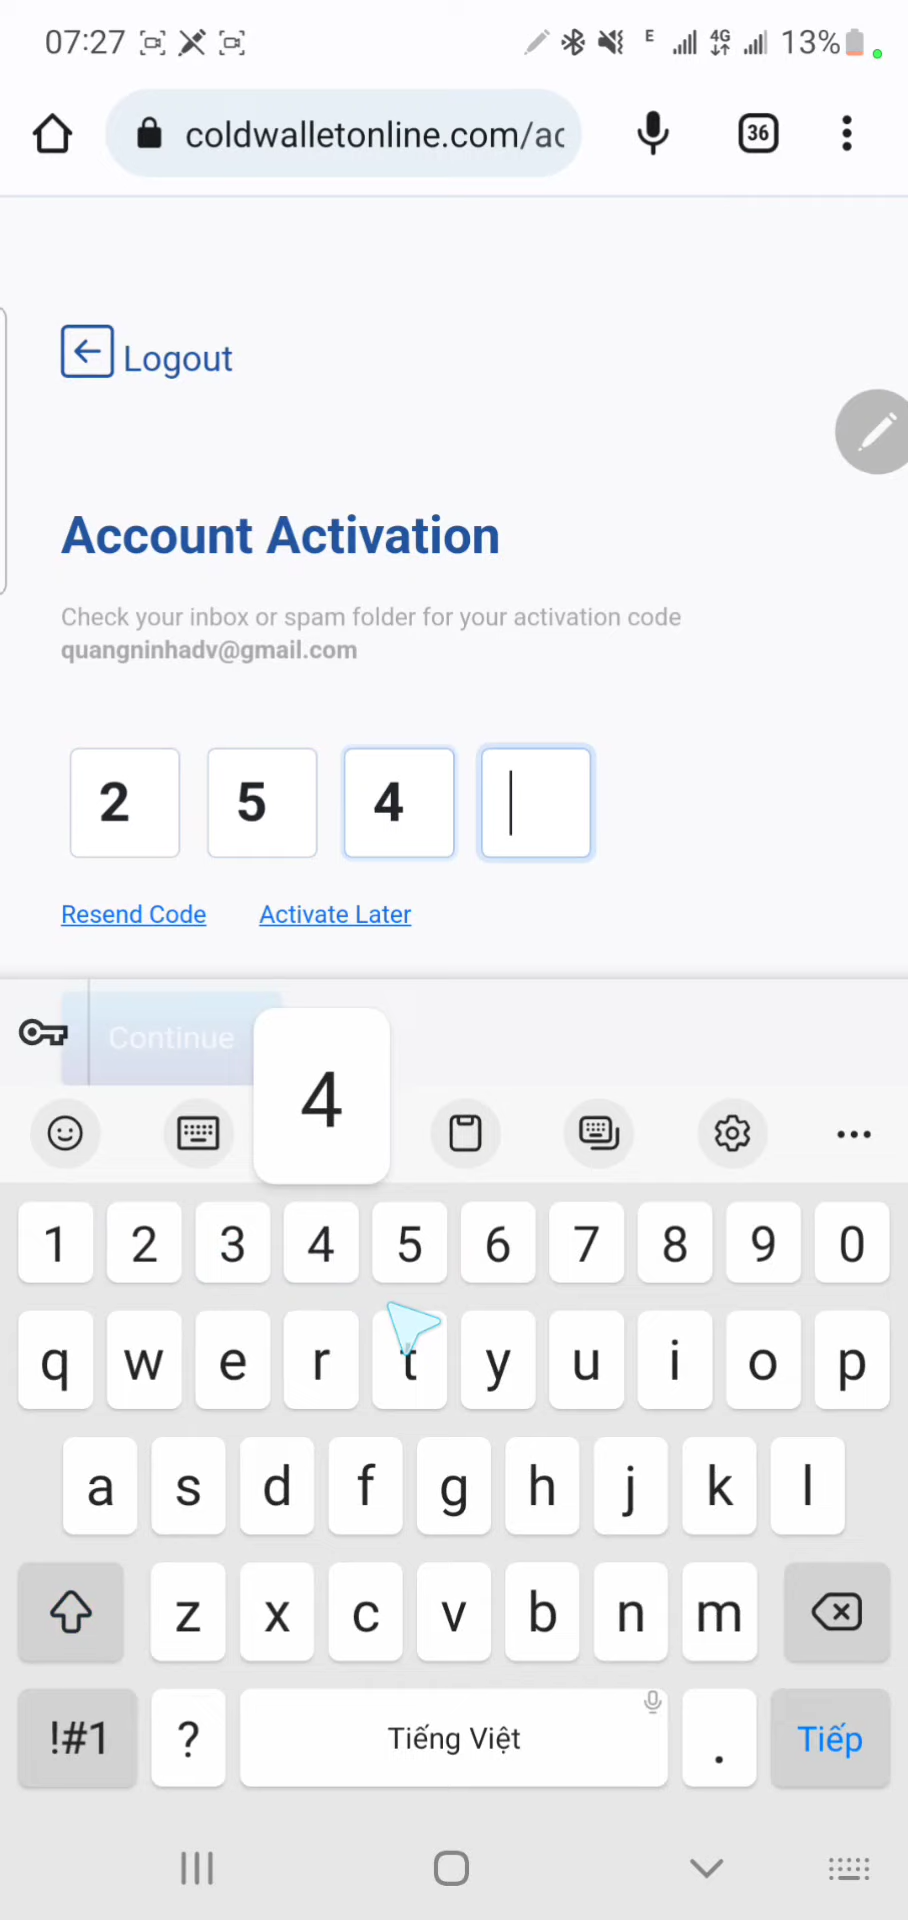 07:27 E 4G 13%
coldwalletonline.com/ac 36
Logout
Account Activation
Check your inbox or spam folder for your activation code
quangninhadv@gmail.com
2 5 4
Resend Code Activate Later
Continue
4
1 2 3 4 5 6 7 8 9 0
q w e r t y u i o p
a s d f g h j k l
z x c v b n m
!#1 ? Tiếng Việt . Tiếp